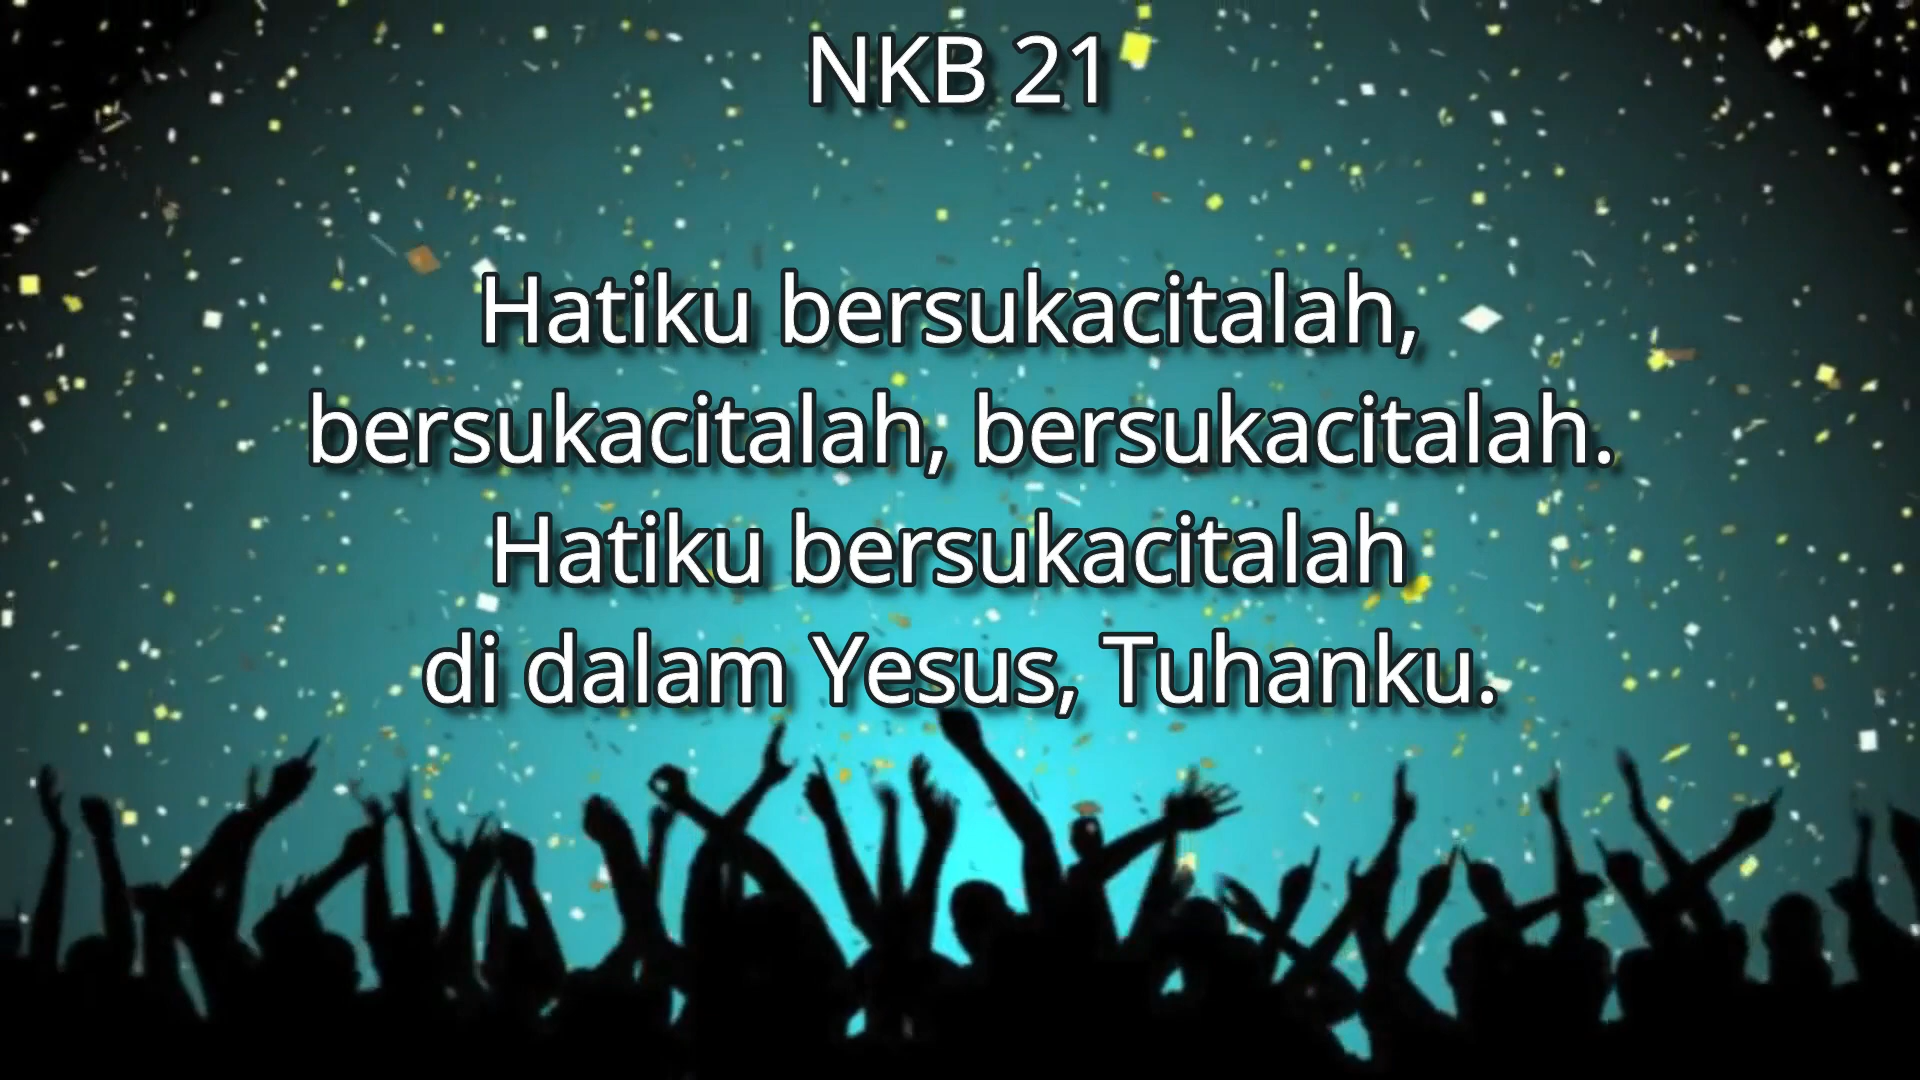 NKB 21
Hatiku bersukacitalah,
bersukacitalah, bersukacitalah.
Hatiku bersukacitalah
di dalam Yesus, Tuhanku.